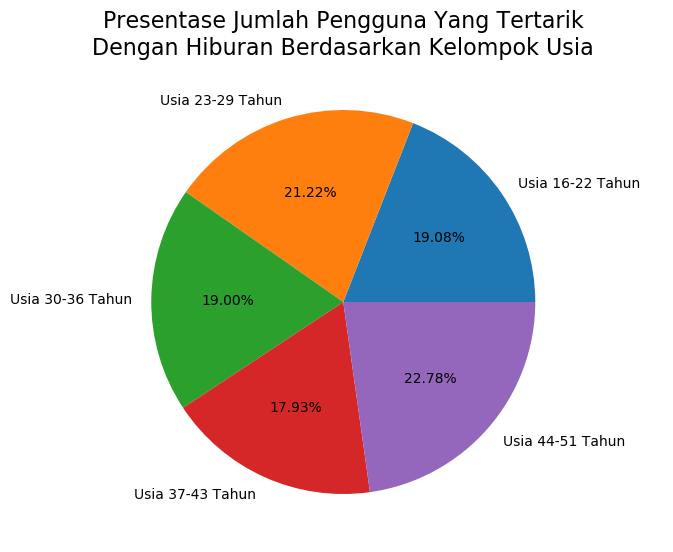 Presentase Jumlah Pengguna Yang Tertarik
Dengan Hiburan Berdasarkan Kelompok Usia
Usia 23-29 Tahun
21.22%
Usia 16-22 Tahun
19.08%
Usia 30-36 Tahun
19.00%
Usia 37-43 Tahun
17.93%
Usia 44-51 Tahun
22.78%